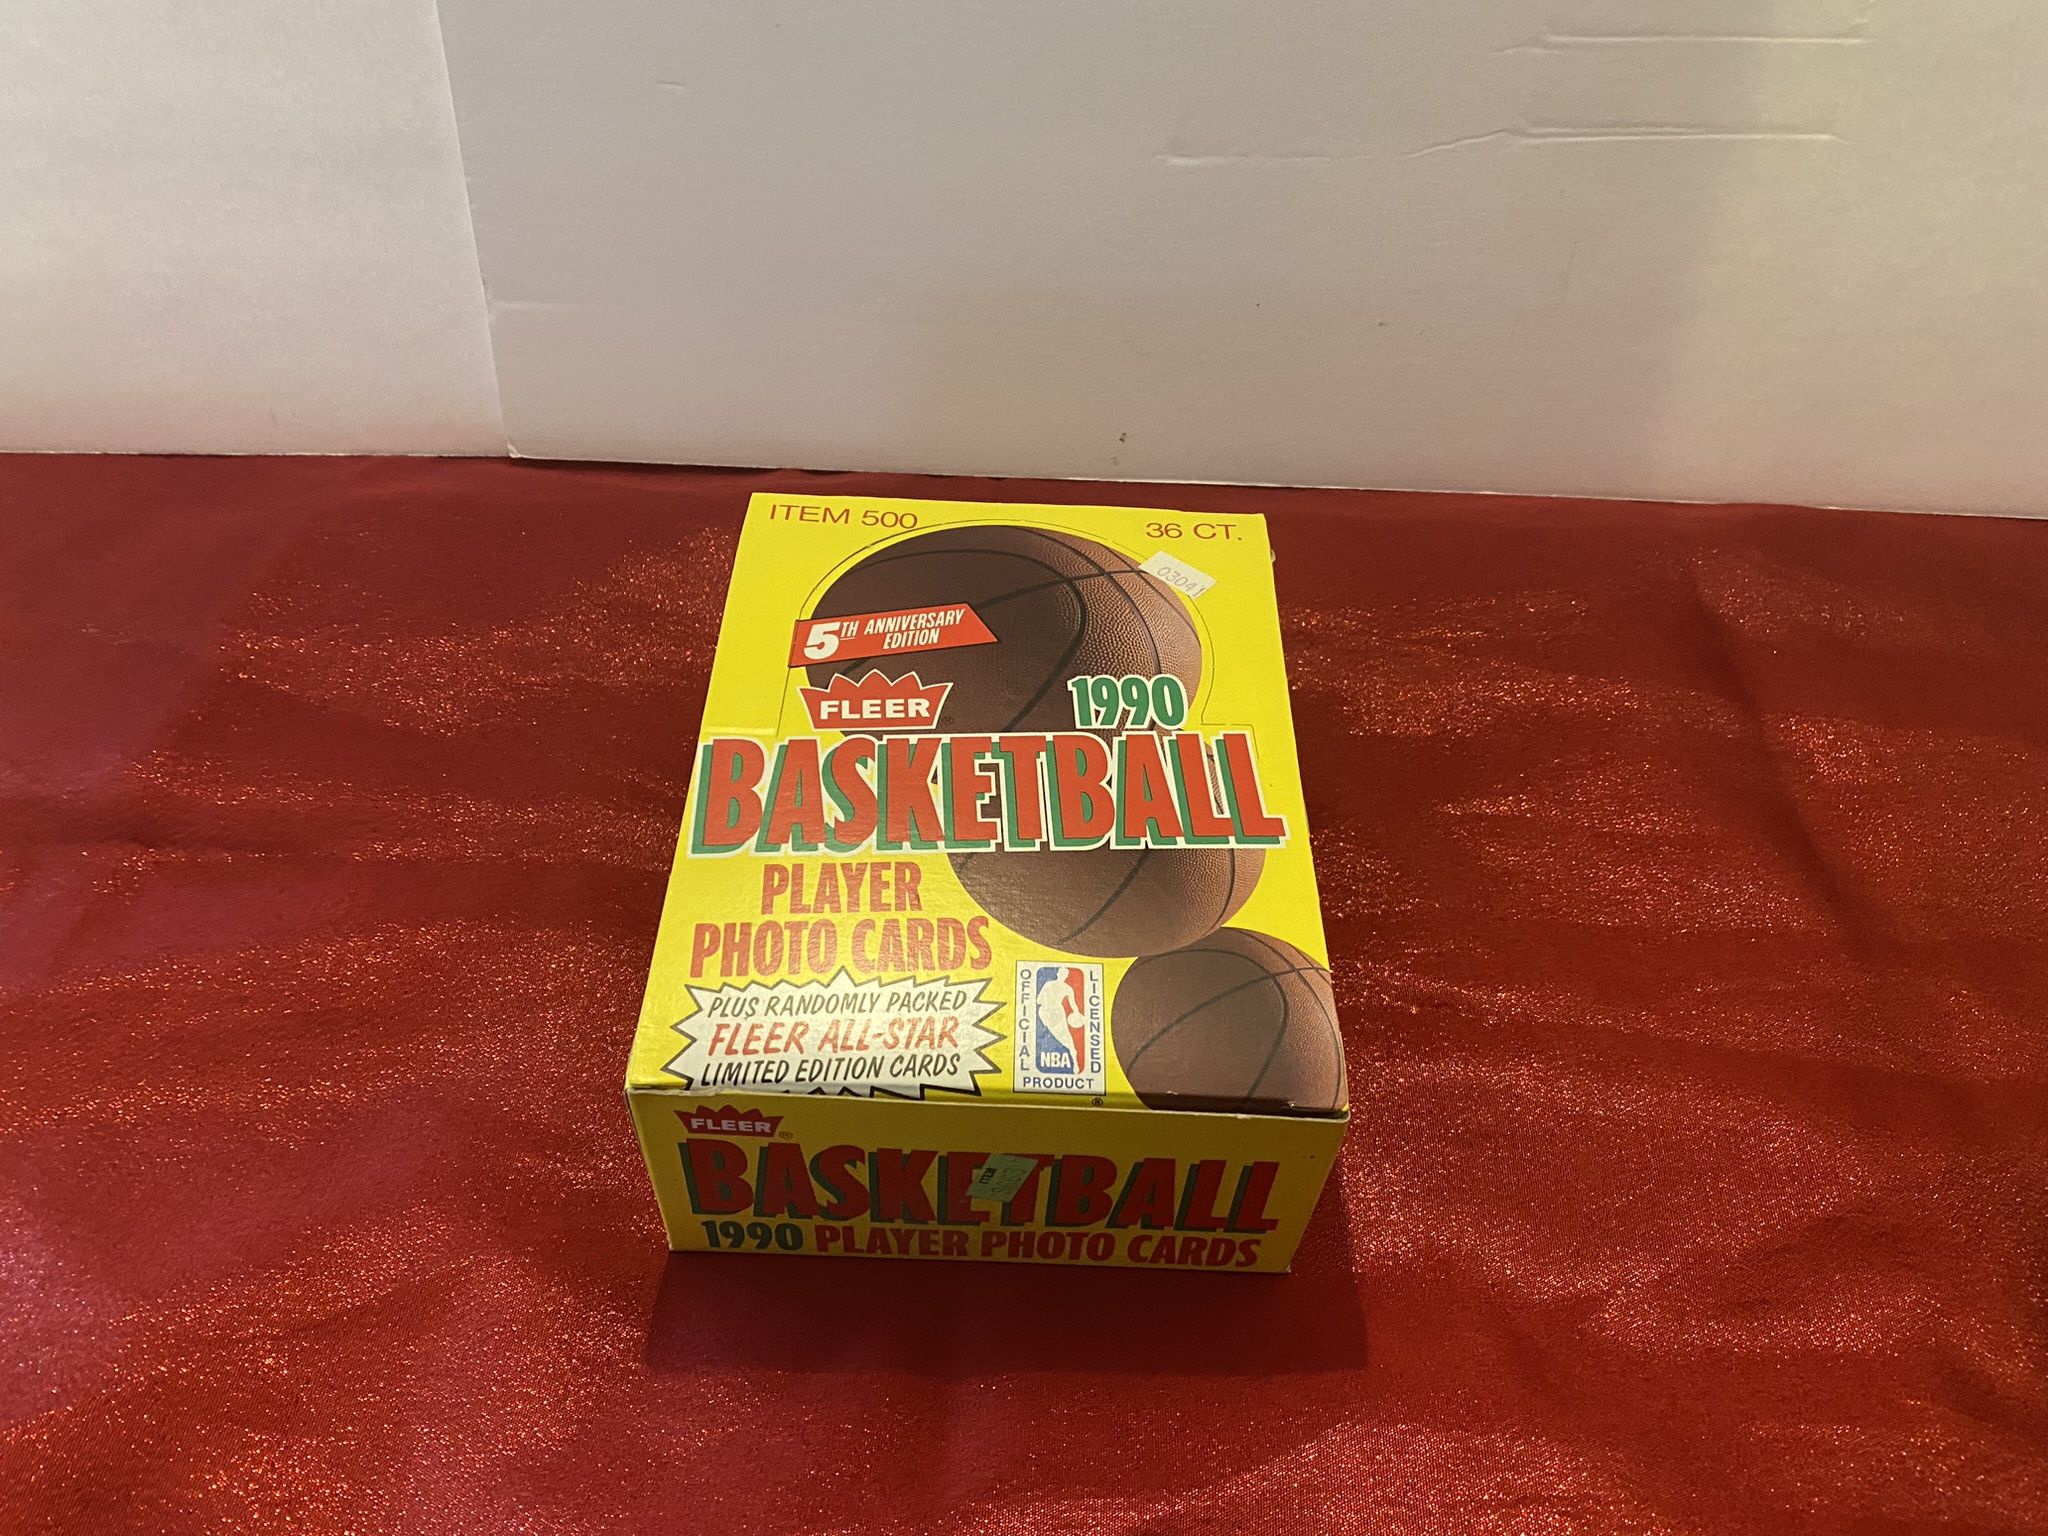 ITEM 500
36 CT.
03041
5TH ANNIVERSARY
EDITION
FLEER®
1990
BASKETBALL
PLAYER
PHOTO CARDS
PLUS RANDOMLY PACKED
FLEER ALL-STAR
LIMITED EDITION CARDS
OFFICIAL
LICENSED
NBA
PRODUCT
®
FLEER®
BASKETBALL
ITEM
1990 PLAYER PHOTO CARDS